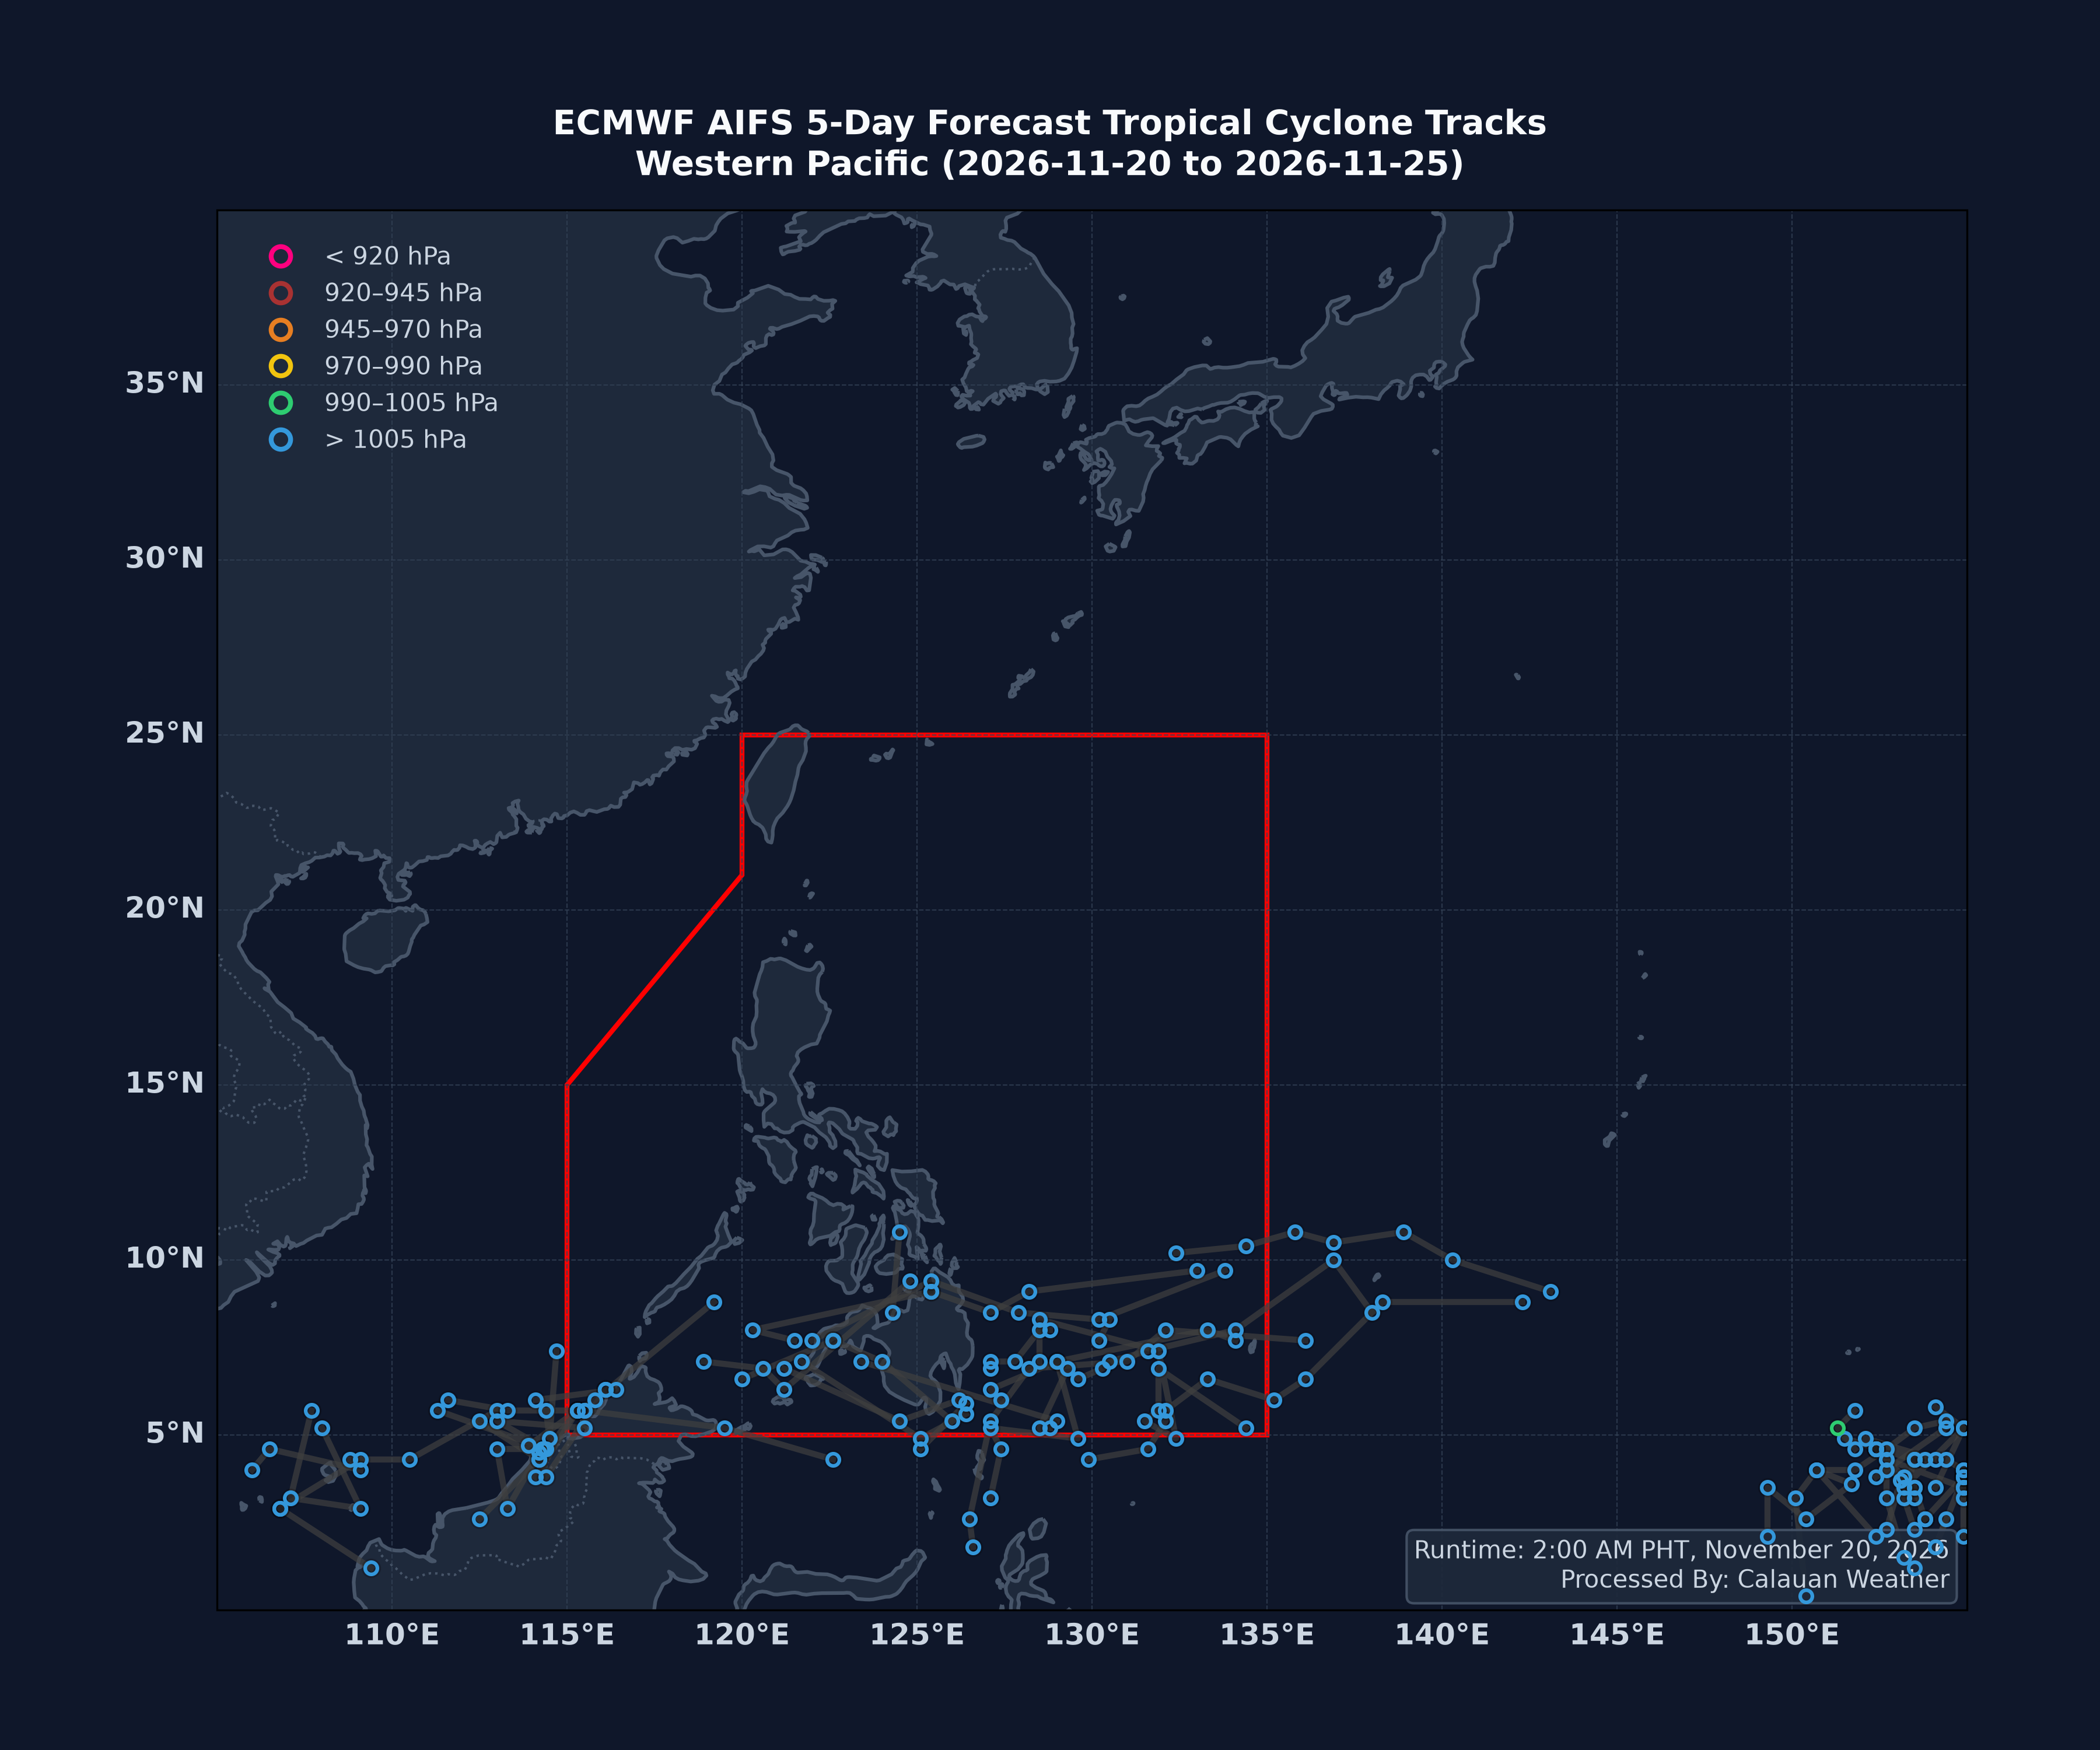 ECMWF AIFS 5-Day Forecast Tropical Cyclone Tracks
Western Pacific (2026-11-20 to 2026-11-25)
< 920 hPa
920–945 hPa
945–970 hPa
970–990 hPa
990–1005 hPa
> 1005 hPa
35°N
30°N
25°N
20°N
15°N
10°N
5°N
Runtime: 2:00 AM PHT, November 20, 2026
Processed By: Calauan Weather
110°E
115°E
120°E
125°E
130°E
135°E
140°E
145°E
150°E